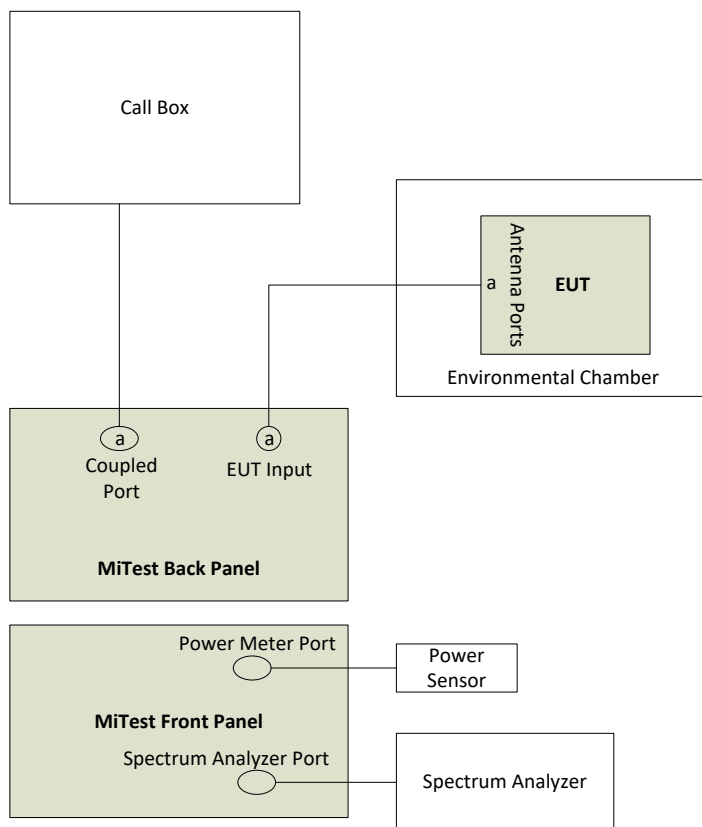 Call Box
a
Antenna Ports
EUT
Environmental Chamber
a
a
Coupled
Port
EUT Input
MiTest Back Panel
Power Meter Port
Power
Sensor
MiTest Front Panel
Spectrum Analyzer Port
Spectrum Analyzer